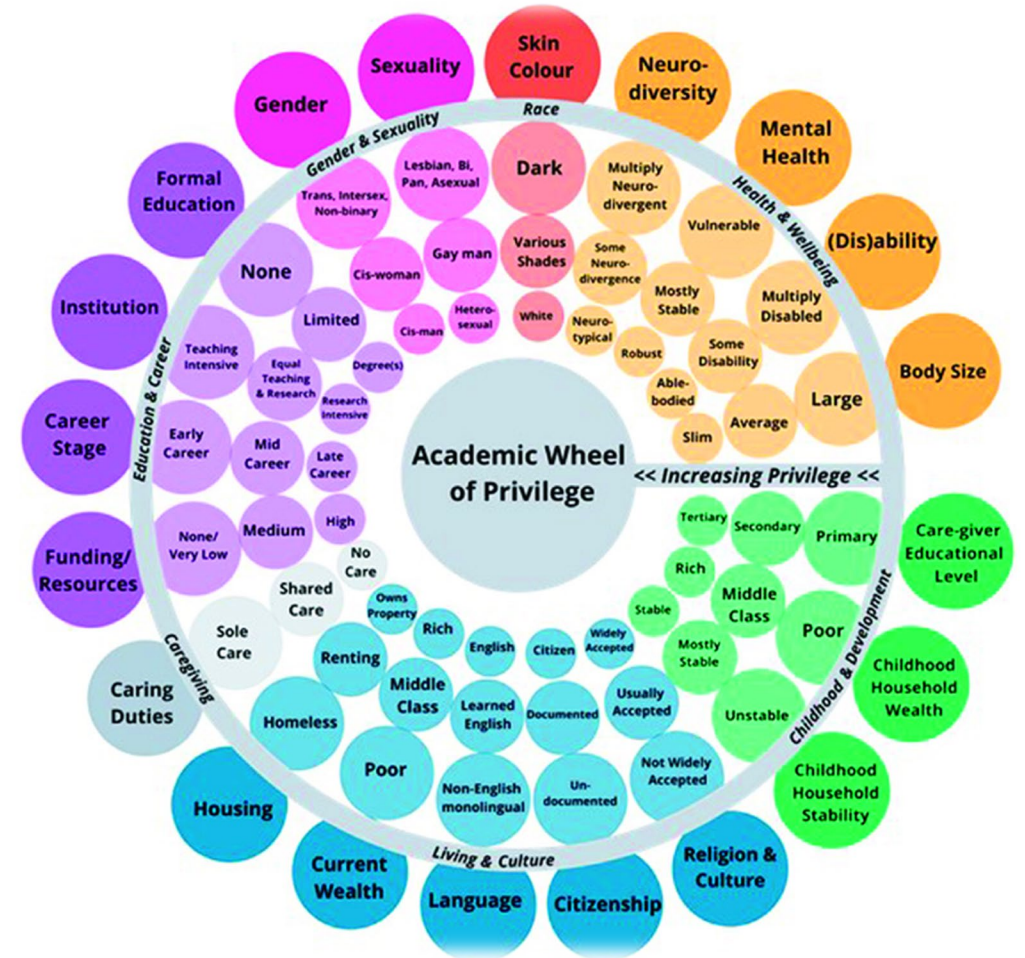 Academic Wheel
of Privilege
<< Increasing Privilege <<
Race
Skin
Colour
Dark
Various
Shades
White
Health & Wellbeing
Neuro-
diversity
Multiply
Neuro-
divergent
Some
Neuro-
divergence
Neuro-
typical
Mental
Health
Vulnerable
Mostly
Stable
Robust
(Dis)ability
Multiply
Disabled
Some
Disability
Able-
bodied
Body Size
Large
Average
Slim
Childhood & Development
Care-giver
Educational
Level
Primary
Secondary
Tertiary
Childhood
Household
Wealth
Poor
Middle
Class
Rich
Childhood
Household
Stability
Unstable
Mostly
Stable
Stable
Living & Culture
Religion &
Culture
Not Widely
Accepted
Usually
Accepted
Widely
Accepted
Citizenship
Un-
documented
Documented
Citizen
Language
Non-English
monolingual
Learned
English
English
Current
Wealth
Poor
Middle
Class
Rich
Housing
Homeless
Renting
Owns
Property
Caregiving
Caring
Duties
Sole
Care
Shared
Care
No
Care
Education & Career
Funding/
Resources
None/
Very Low
Medium
High
Career
Stage
Early
Career
Mid
Career
Late
Career
Institution
Teaching
Intensive
Equal
Teaching
& Research
Research
Intensive
Formal
Education
None
Limited
Degree(s)
Gender & Sexuality
Gender
Trans, Intersex,
Non-binary
Cis-woman
Cis-man
Sexuality
Lesbian, Bi,
Pan, Asexual
Gay man
Hetero-
sexual